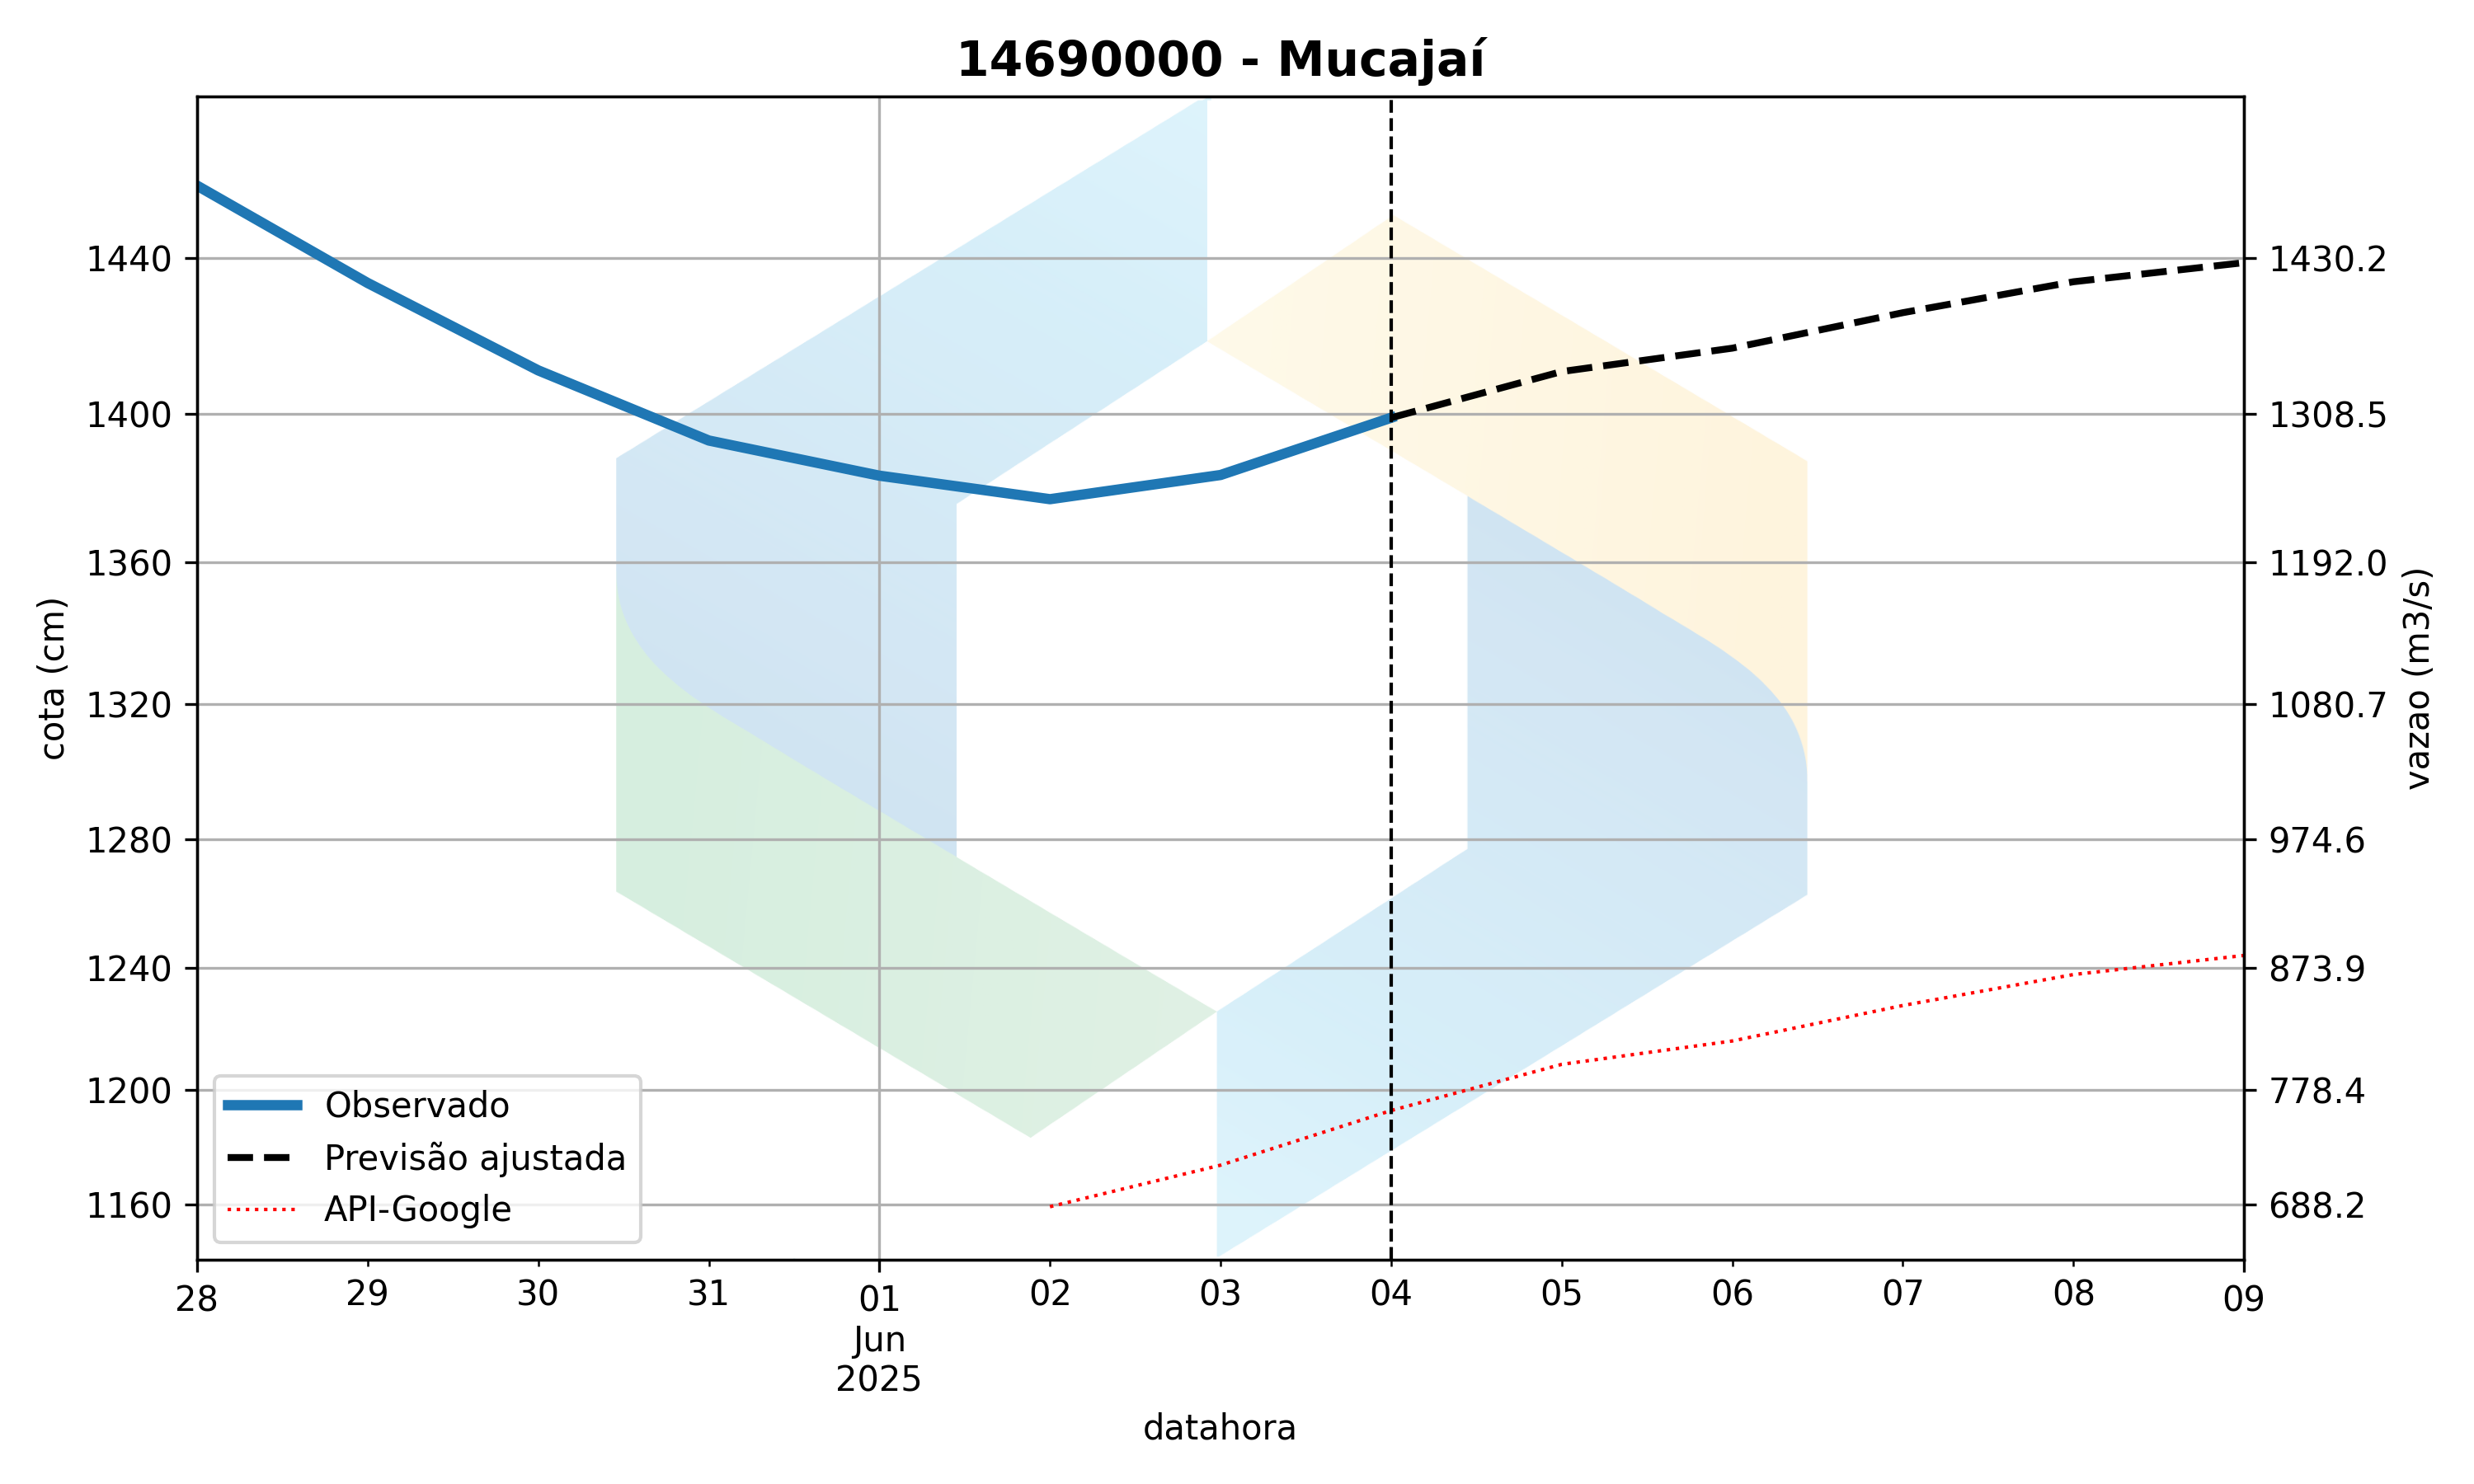 14690000 - Mucajaí
cota (cm)
1440
1400
1360
1320
1280
1240
1200
1160
1430.2
1308.5
1192.0
1080.7
974.6
873.9
778.4
688.2
vazao (m3/s)
Observado
Previsão ajustada
API-Google
28 29 30 31 01 02 03 04 05 06 07 08 09
Jun
2025
datahora